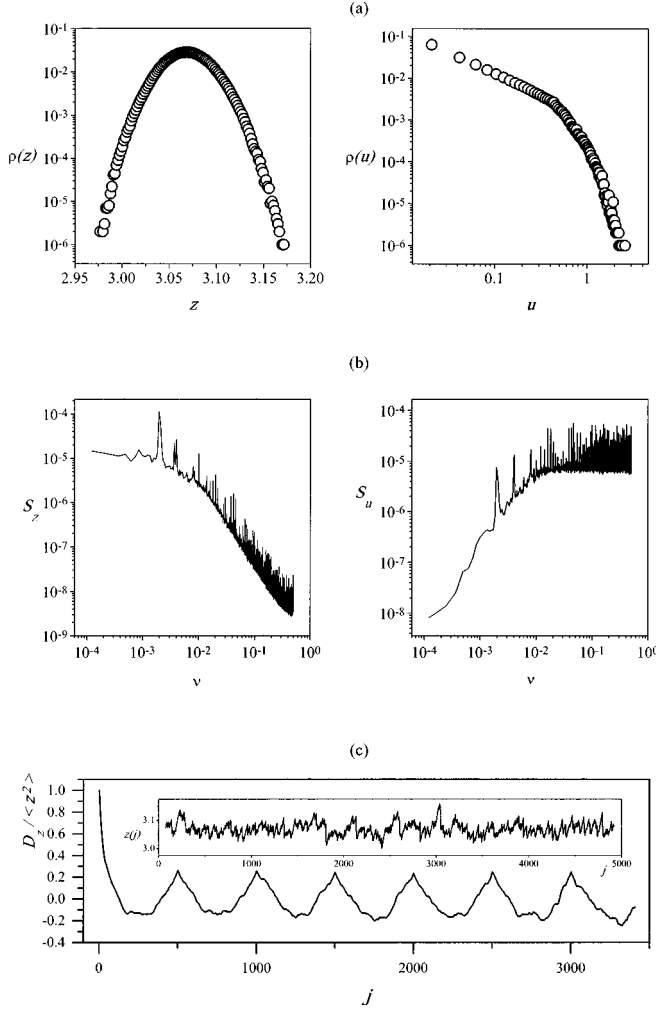 (a)
10-1
10-2
10-3
ρ(z)
10-4
10-5
10-6
2.95 3.00 3.05 3.10 3.15 3.20
z
10-1
10-2
10-3
ρ(u)
10-4
10-5
10-6
0.1 1
u
(b)
10-4
10-5
10-6
Sz
10-7
10-8
10-9
10-4 10-3 10-2 10-1 100
ν
10-4
Su
10-5
10-6
10-7
10-8
10-4 10-3 10-2 10-1 100
ν
(c)
Dz / <z2>
1.0
0.8
0.6
0.4
0.2
0.0
-0.2
-0.4
z(j)
3.1
3.0
0 1000 2000 3000 4000 5000
j
0 1000 2000 3000
j